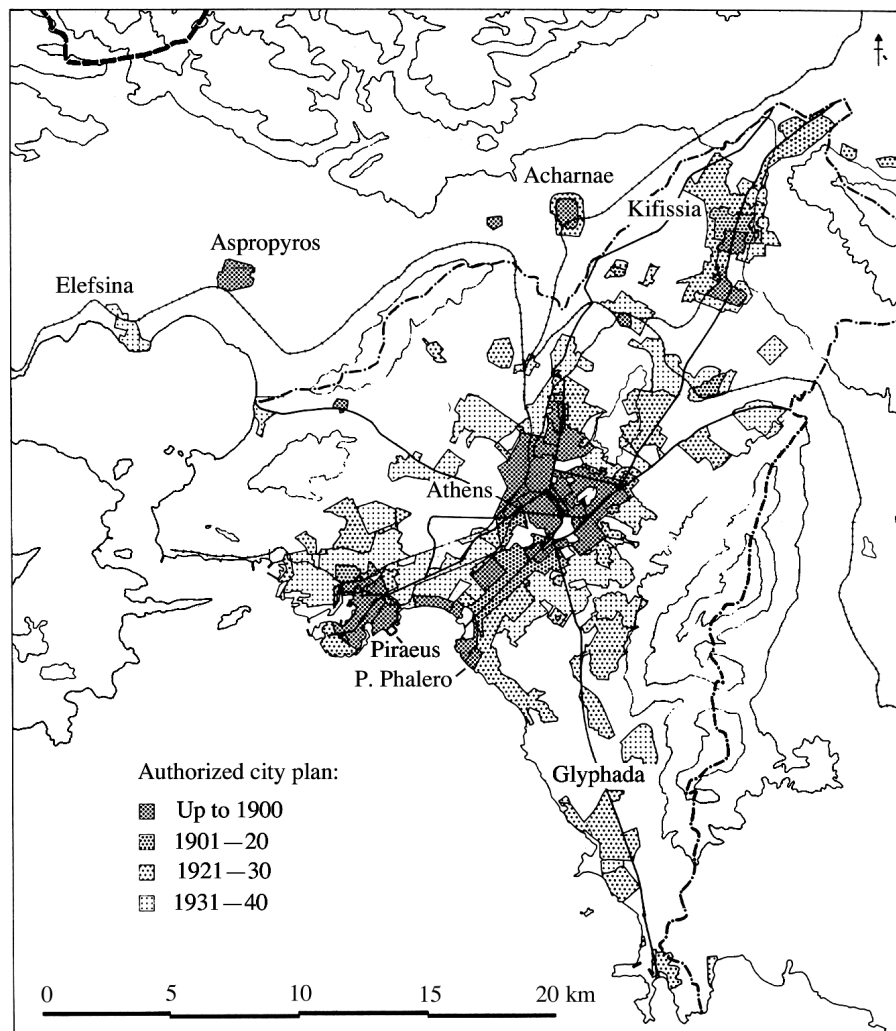 Acharnae
Kifissia
Aspropyros
Elefsina
Athens
Piraeus
P. Phalero
Glyphada
Authorized city plan:
Up to 1900
1901—20
1921—30
1931—40
0 5 10 15 20 km